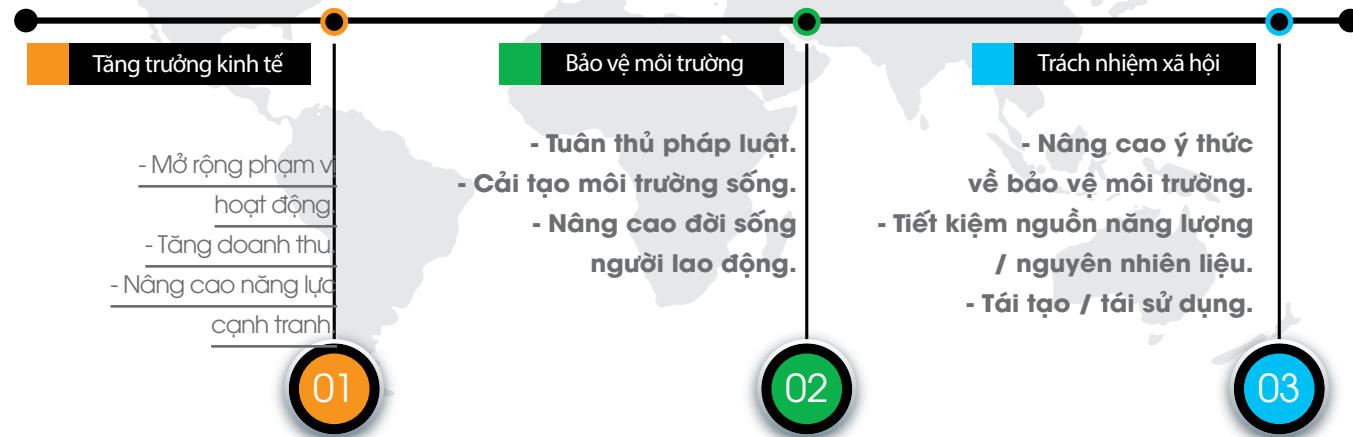 Tăng trưởng kinh tế
- Mở rộng phạm vi
hoạt động.
- Tăng doanh thu.
- Nâng cao năng lực
cạnh tranh.
01
Bảo vệ môi trường
- Tuân thủ pháp luật.
- Cải tạo môi trường sống.
- Nâng cao đời sống
người lao động.
02
Trách nhiệm xã hội
- Nâng cao ý thức
về bảo vệ môi trường.
- Tiết kiệm nguồn năng lượng
/ nguyên nhiên liệu.
- Tái tạo / tái sử dụng.
03